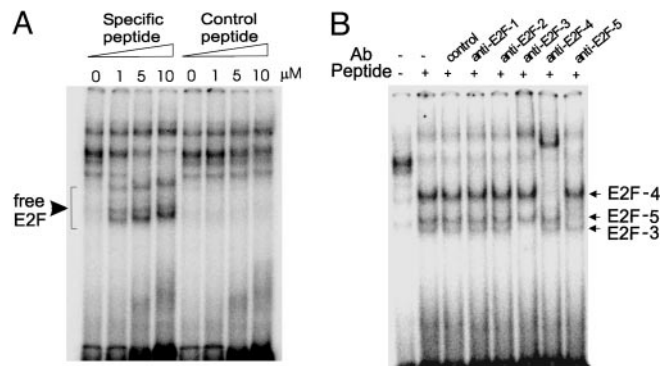 A
Specific peptide
Control peptide
0 1 5 10 0 1 5 10 μM
free E2F
B
Ab - - control anti-E2F-1 anti-E2F-2 anti-E2F-3 anti-E2F-4 anti-E2F-5
Peptide - + + + + + + +
E2F-4
E2F-5
E2F-3